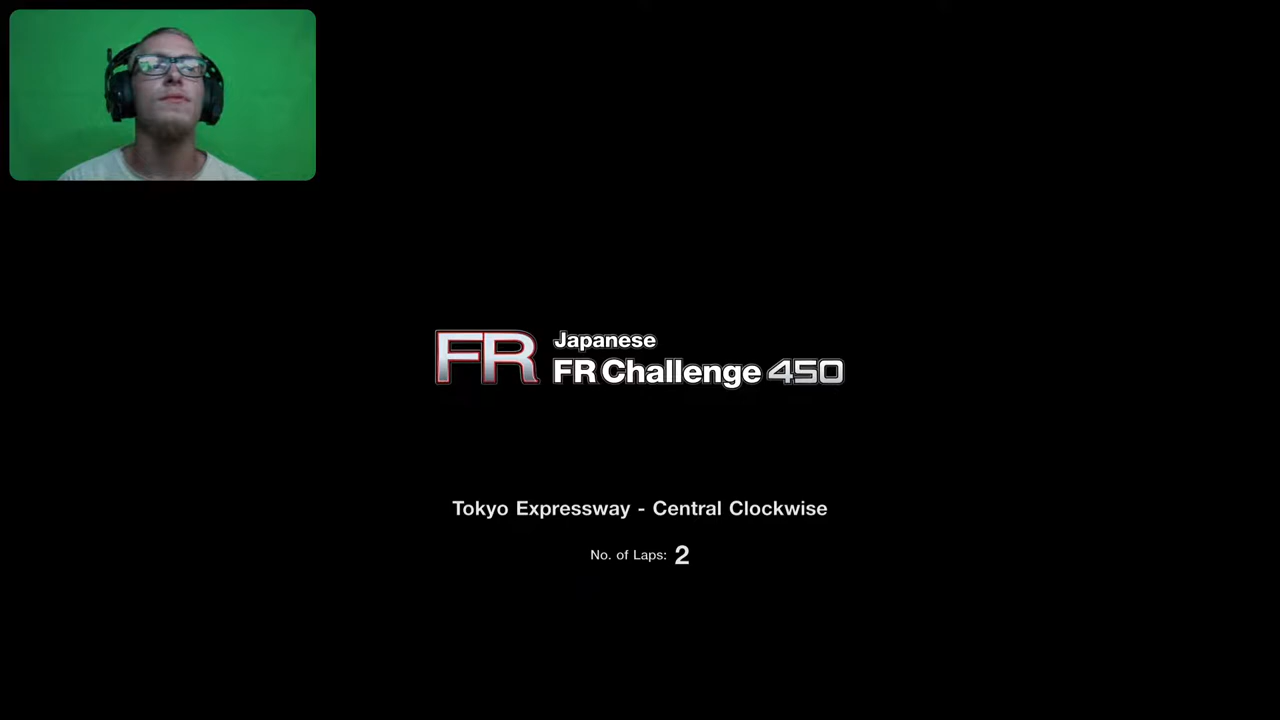 FR
Japanese
FR Challenge 450
Tokyo Expressway - Central Clockwise
No. of Laps: 2